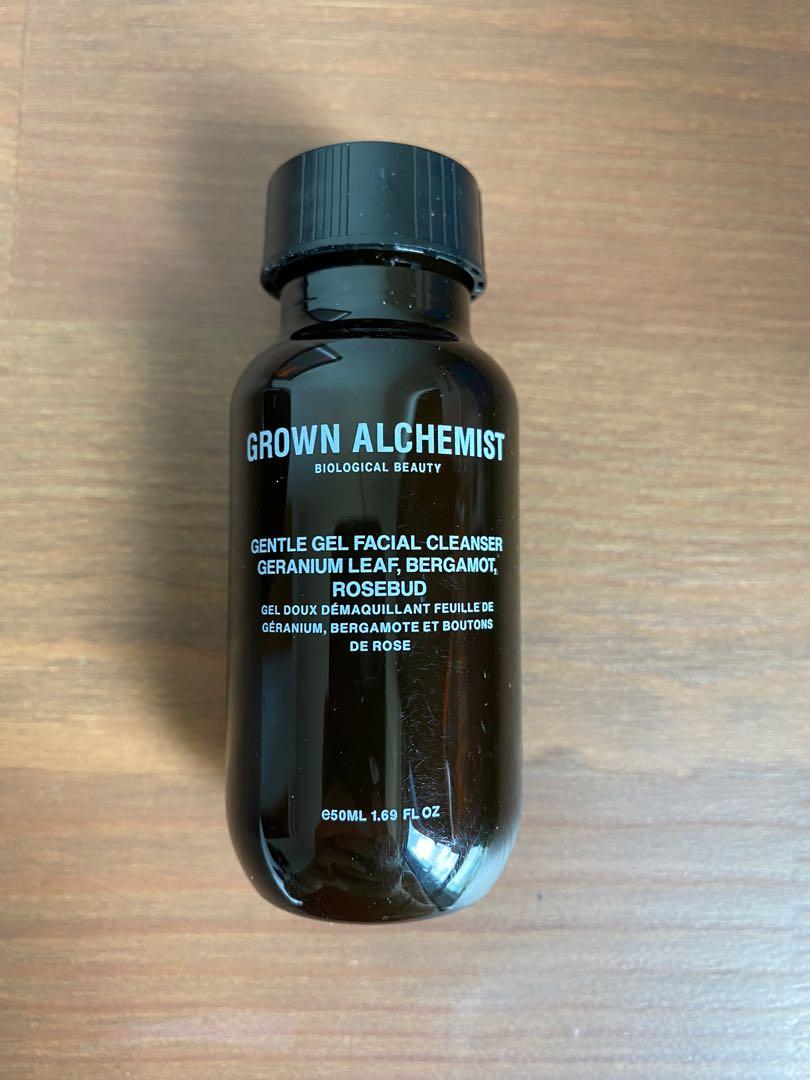 GROWN ALCHEMIST
BIOLOGICAL BEAUTY
GENTLE GEL FACIAL CLEANSER
GERANIUM LEAF, BERGAMOT,
ROSEBUD
GEL DOUX DÉMAQUILLANT FEUILLE DE
GÉRANIUM, BERGAMOTE ET BOUTONS
DE ROSE
℮50ML 1.69 FL OZ